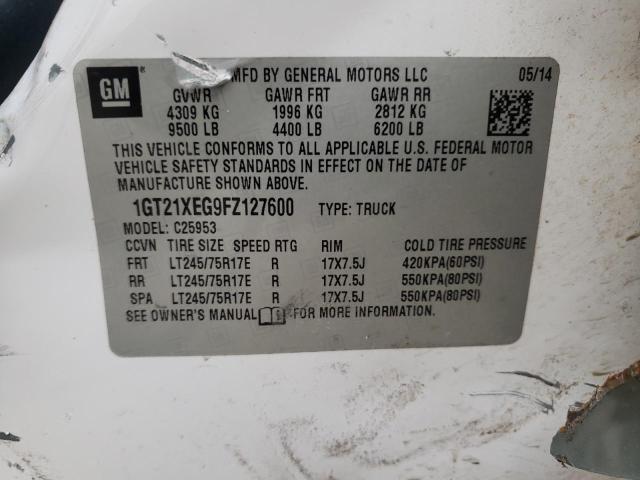 GM
MFD BY GENERAL MOTORS LLC 05/14
GVWR GAWR FRT GAWR RR
4309 KG 1996 KG 2812 KG
9500 LB 4400 LB 6200 LB
THIS VEHICLE CONFORMS TO ALL APPLICABLE U.S. FEDERAL MOTOR
VEHICLE SAFETY STANDARDS IN EFFECT ON THE DATE OF
MANUFACTURE SHOWN ABOVE.
1GT21XEG9FZ127600 TYPE: TRUCK
MODEL: C25953
CCVN TIRE SIZE SPEED RTG RIM COLD TIRE PRESSURE
FRT LT245/75R17E R 17X7.5J 420KPA(60PSI)
RR LT245/75R17E R 17X7.5J 550KPA(80PSI)
SPA LT245/75R17E R 17X7.5J 550KPA(80PSI)
SEE OWNER'S MANUAL FOR MORE INFORMATION.